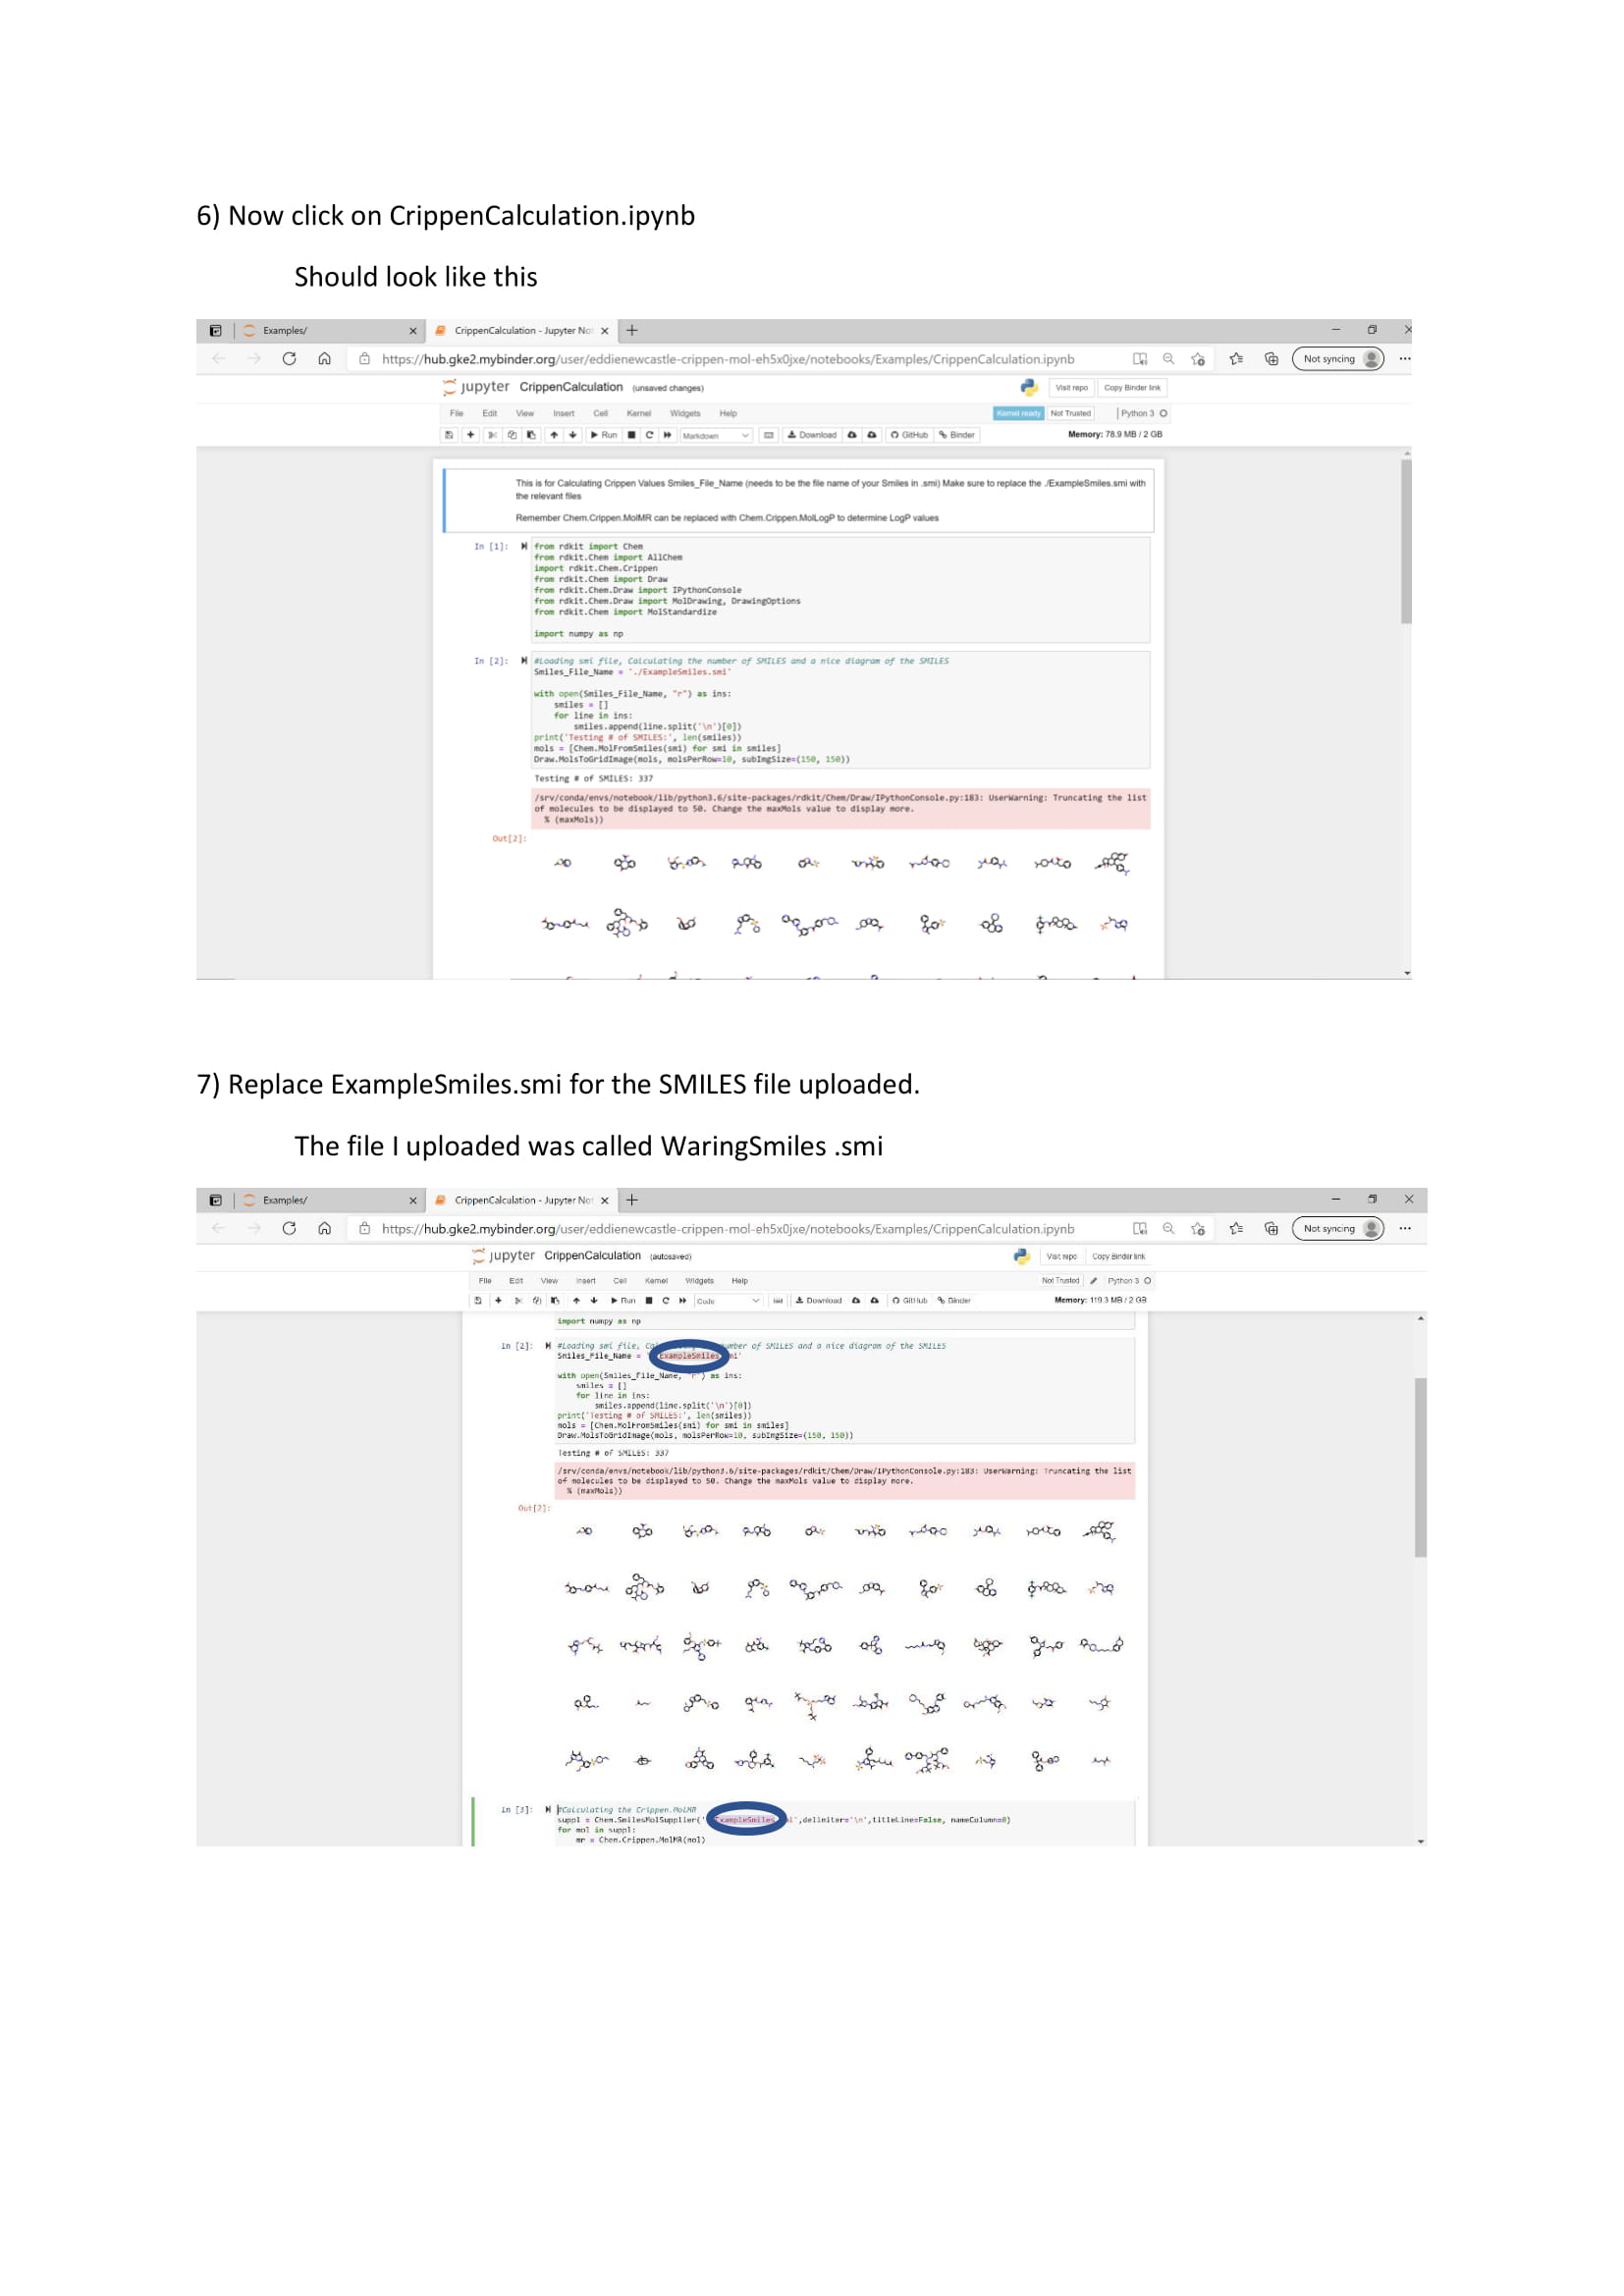 6) Now click on CrippenCalculation.ipynb
Should look like this
Examples/
CrippenCalculation - Jupyter Not
https://hub.gke2.mybinder.org/user/eddienewcastle-crippen-mol-eh5x0jxe/notebooks/Examples/CrippenCalculation.ipynb
Not syncing
jupyter CrippenCalculation (unsaved changes)
Visit repo Copy Binder link
File Edit View Insert Cell Kernel Widgets Help
Kernel ready Not Trusted Python 3
Run Markdown Download GitHub Binder
Memory: 78.9 MB / 2 GB
This is for Calculating Crippen Values Smiles_File_Name (needs to be the file name of your Smiles in .smi) Make sure to replace the ./ExampleSmiles.smi with
the relevant files
Remember Chem.Crippen.MolMR can be replaced with Chem.Crippen.MolLogP to determine LogP values
In [1]: from rdkit import Chem
from rdkit.Chem import AllChem
import rdkit.Chem.Crippen
from rdkit.Chem import Draw
from rdkit.Chem.Draw import IPythonConsole
from rdkit.Chem.Draw import MolDrawing, DrawingOptions
from rdkit.Chem import MolStandardize
import numpy as np
In [2]: #Loading smi file, Calculating the number of SMILES and a nice diagram of the SMILES
Smiles_File_Name = './ExampleSmiles.smi'
with open(Smiles_File_Name, "r") as ins:
smiles = []
for line in ins:
smiles.append(line.split('\n')[0])
print('Testing # of SMILES:', len(smiles))
mols = [Chem.MolFromSmiles(smi) for smi in smiles]
Draw.MolsToGridImage(mols, molsPerRow=10, subImgSize=(150, 150))
Testing # of SMILES: 337
/srv/conda/envs/notebook/lib/python3.6/site-packages/rdkit/Chem/Draw/IPythonConsole.py:183: UserWarning: Truncating the list
of molecules to be displayed to 50. Change the maxMols value to display more.
% (maxMols))
Out[2]:
7) Replace ExampleSmiles.smi for the SMILES file uploaded.
The file I uploaded was called WaringSmiles .smi
Examples/
CrippenCalculation - Jupyter Not
https://hub.gke2.mybinder.org/user/eddienewcastle-crippen-mol-eh5x0jxe/notebooks/Examples/CrippenCalculation.ipynb
Not syncing
jupyter CrippenCalculation (autosaved)
Visit repo Copy Binder link
File Edit View Insert Cell Kernel Widgets Help
Not Trusted Python 3
Run Code Download GitHub Binder
Memory: 119.3 MB / 2 GB
import numpy as np
In [2]: #Loading smi file, Ca mber of SMILES and a nice diagram of the SMILES
Smiles_File_Name = ' ExampleSmiles mi'
with open(Smiles_File_Name, "r") as ins:
smiles = []
for line in ins:
smiles.append(line.split('\n')[0])
print('Testing # of SMILES:', len(smiles))
mols = [Chem.MolFromSmiles(smi) for smi in smiles]
Draw.MolsToGridImage(mols, molsPerRow=10, subImgSize=(150, 150))
Testing # of SMILES: 337
/srv/conda/envs/notebook/lib/python3.6/site-packages/rdkit/Chem/Draw/IPythonConsole.py:183: UserWarning: Truncating the list
of molecules to be displayed to 50. Change the maxMols value to display more.
% (maxMols))
Out[2]:
In [3]: #Calculating the Crippen.MolMR
suppl = Chem.SmilesMolSupplier(' ExampleSmiles i',delimiter='\n',titleLine=False, nameColumn=0)
for mol in suppl:
mr = Chem.Crippen.MolMR(mol)